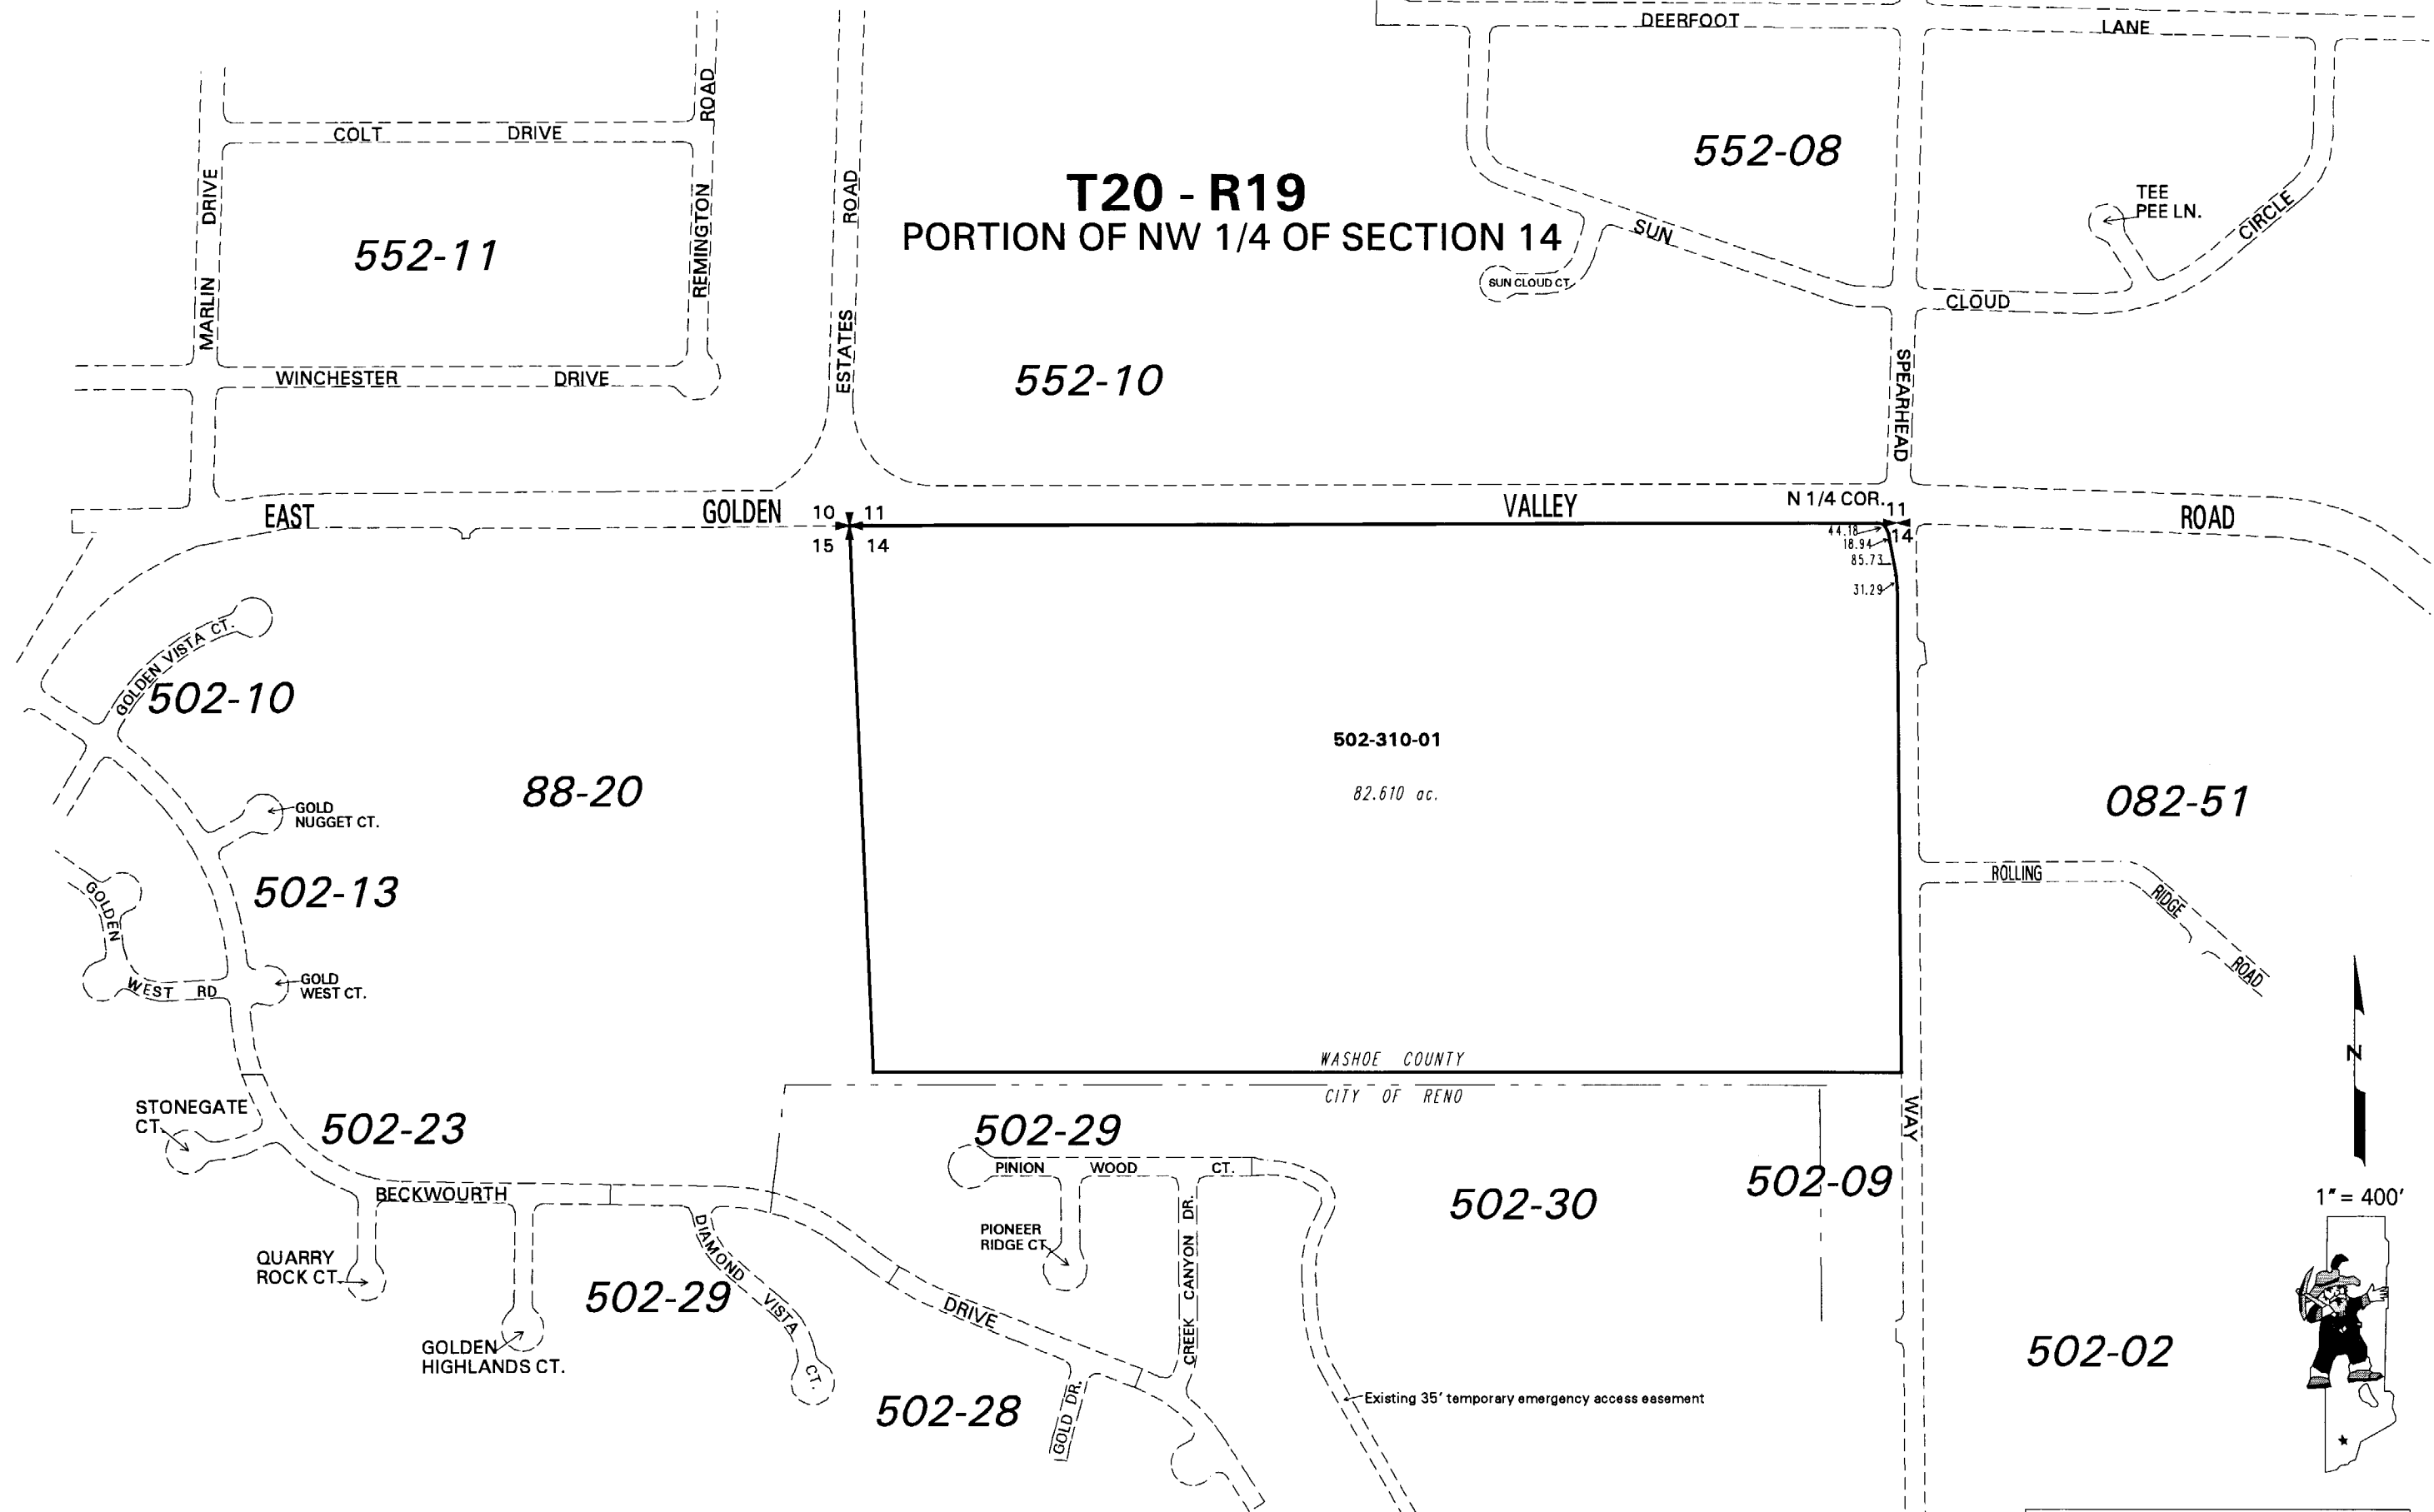 DEERFOOT LANE
COLT DRIVE
ROAD
MARLIN DRIVE
REMINGTON
ESTATES ROAD
552-11
T20 - R19
PORTION OF NW 1/4 OF SECTION 14
552-08
TEE
PEE LN.
SUN
CIRCLE
SUN CLOUD CT.
CLOUD
WINCHESTER DRIVE
552-10
SPEARHEAD
EAST GOLDEN VALLEY ROAD
N 1/4 COR.
10 11
15 14
11
14
44.18
18.94
85.73
31.29
GOLDEN VISTA CT.
502-10
502-310-01
82.610 ac.
88-20
082-51
GOLD
NUGGET CT.
502-13
ROLLING
RIDGE
ROAD
GOLDEN
WEST RD
GOLD
WEST CT.
N
WASHOE COUNTY
CITY OF RENO
STONEGATE
CT.
502-23
502-29
WAY
PINION WOOD CT.
502-30
502-09
1"= 400'
BECKWOURTH
DIAMOND VISTA CT.
PIONEER
RIDGE CT.
CREEK CANYON DR.
QUARRY
ROCK CT.
502-29
DRIVE
GOLDEN
HIGHLANDS CT.
502-02
502-28
GOLD DR.
Existing 35' temporary emergency access easement